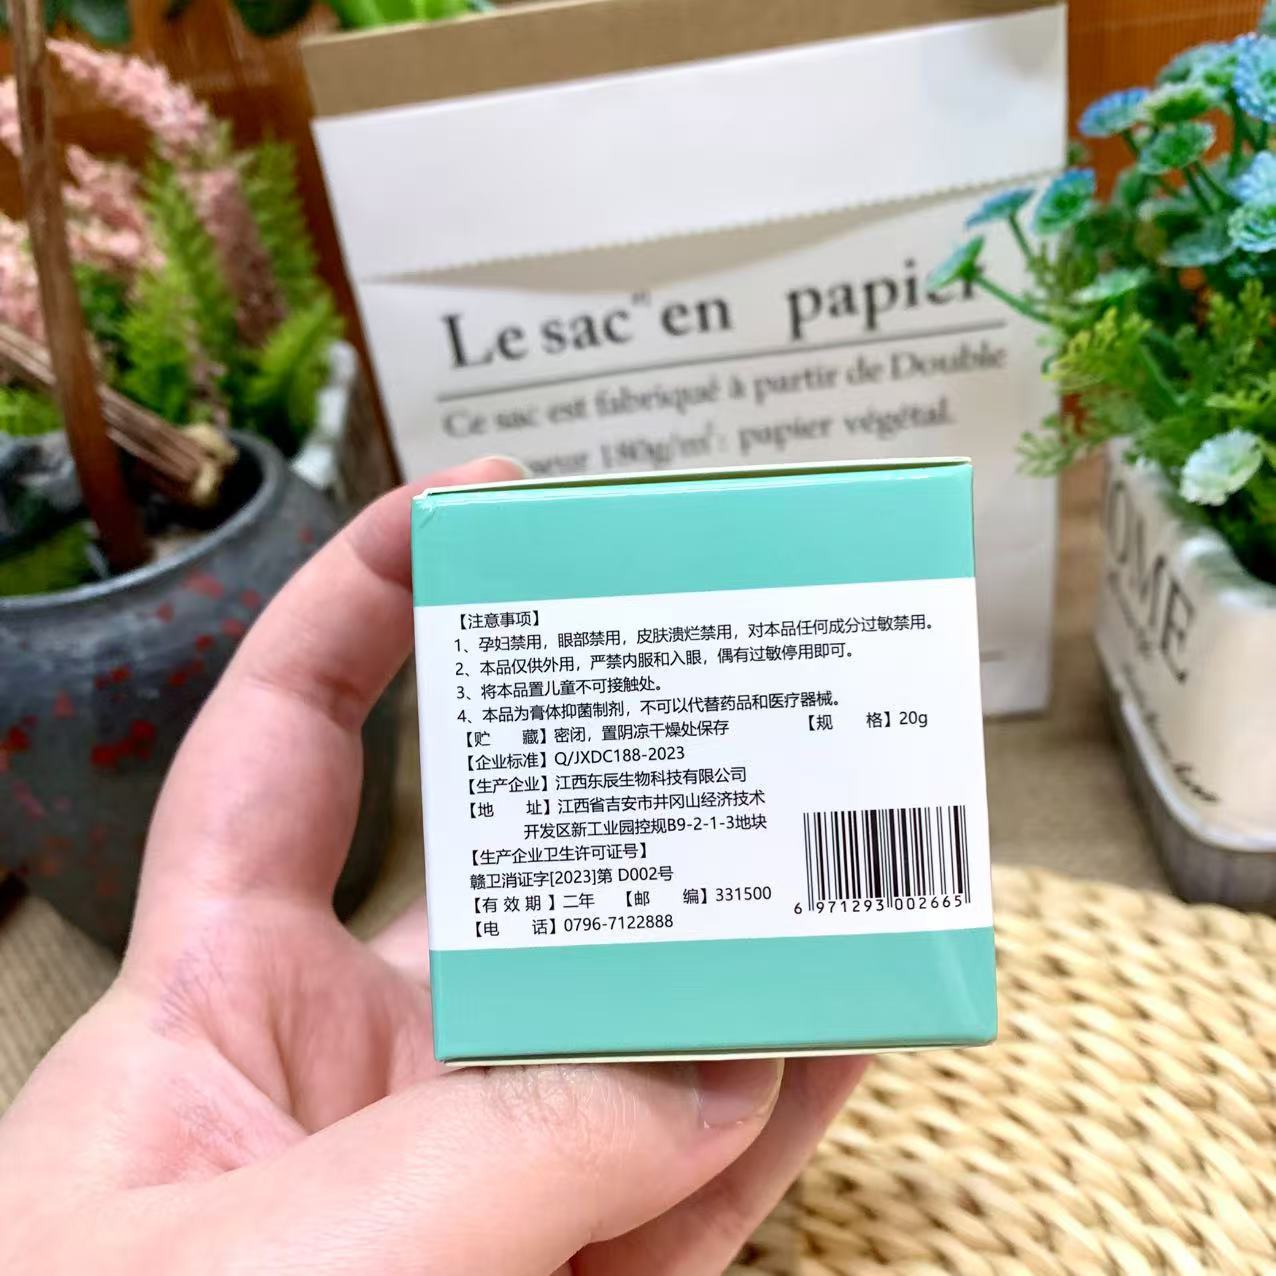 Le sac en papier
Ce sac est fabriqué à partir de Double
180g/m²: papier végétal.
OME
【注意事项】
1、孕妇禁用，眼部禁用，皮肤溃烂禁用，对本品任何成分过敏禁用。
2、本品仅供外用，严禁内服和入眼，偶有过敏停用即可。
3、将本品置儿童不可接触处。
4、本品为膏体抑菌制剂，不可以代替药品和医疗器械。
【贮 藏】密闭，置阴凉干燥处保存 【规 格】20g
【企业标准】Q/JXDC188-2023
【生产企业】江西东辰生物科技有限公司
【地 址】江西省吉安市井冈山经济技术
开发区新工业园控规B9-2-1-3地块
【生产企业卫生许可证号】
赣卫消证字[2023]第 D002号
【有 效 期 】二年 【邮 编】331500
【电 话】0796-7122888
6 971293 002665